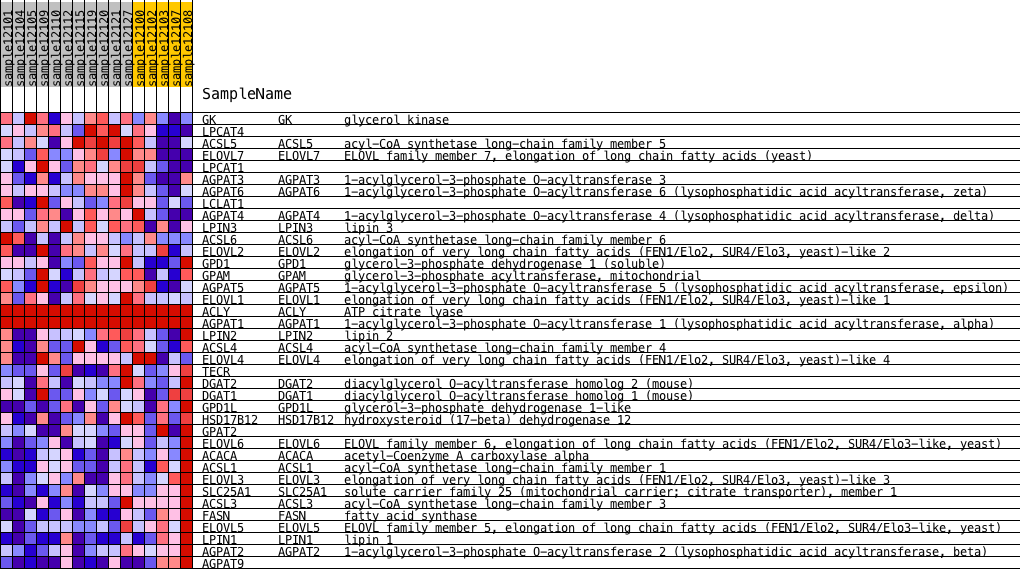 sample12101
sample12104
sample12105
sample12109
sample12110
sample12112
sample12115
sample12119
sample12120
sample12121
sample12127
sample12100
sample12102
sample12103
sample12107
sample12108
SampleName
GK GK glycerol kinase
LPCAT4
ACSL5 ACSL5 acyl-CoA synthetase long-chain family member 5
ELOVL7 ELOVL7 ELOVL family member 7, elongation of long chain fatty acids (yeast)
LPCAT1
AGPAT3 AGPAT3 1-acylglycerol-3-phosphate O-acyltransferase 3
AGPAT6 AGPAT6 1-acylglycerol-3-phosphate O-acyltransferase 6 (lysophosphatidic acid acyltransferase, zeta)
LCLAT1
AGPAT4 AGPAT4 1-acylglycerol-3-phosphate O-acyltransferase 4 (lysophosphatidic acid acyltransferase, delta)
LPIN3 LPIN3 lipin 3
ACSL6 ACSL6 acyl-CoA synthetase long-chain family member 6
ELOVL2 ELOVL2 elongation of very long chain fatty acids (FEN1/Elo2, SUR4/Elo3, yeast)-like 2
GPD1 GPD1 glycerol-3-phosphate dehydrogenase 1 (soluble)
GPAM GPAM glycerol-3-phosphate acyltransferase, mitochondrial
AGPAT5 AGPAT5 1-acylglycerol-3-phosphate O-acyltransferase 5 (lysophosphatidic acid acyltransferase, epsilon)
ELOVL1 ELOVL1 elongation of very long chain fatty acids (FEN1/Elo2, SUR4/Elo3, yeast)-like 1
ACLY ACLY ATP citrate lyase
AGPAT1 AGPAT1 1-acylglycerol-3-phosphate O-acyltransferase 1 (lysophosphatidic acid acyltransferase, alpha)
LPIN2 LPIN2 lipin 2
ACSL4 ACSL4 acyl-CoA synthetase long-chain family member 4
ELOVL4 ELOVL4 elongation of very long chain fatty acids (FEN1/Elo2, SUR4/Elo3, yeast)-like 4
TECR
DGAT2 DGAT2 diacylglycerol O-acyltransferase homolog 2 (mouse)
DGAT1 DGAT1 diacylglycerol O-acyltransferase homolog 1 (mouse)
GPD1L GPD1L glycerol-3-phosphate dehydrogenase 1-like
HSD17B12 HSD17B12 hydroxysteroid (17-beta) dehydrogenase 12
GPAT2
ELOVL6 ELOVL6 ELOVL family member 6, elongation of long chain fatty acids (FEN1/Elo2, SUR4/Elo3-like, yeast)
ACACA ACACA acetyl-Coenzyme A carboxylase alpha
ACSL1 ACSL1 acyl-CoA synthetase long-chain family member 1
ELOVL3 ELOVL3 elongation of very long chain fatty acids (FEN1/Elo2, SUR4/Elo3, yeast)-like 3
SLC25A1 SLC25A1 solute carrier family 25 (mitochondrial carrier; citrate transporter), member 1
ACSL3 ACSL3 acyl-CoA synthetase long-chain family member 3
FASN FASN fatty acid synthase
ELOVL5 ELOVL5 ELOVL family member 5, elongation of long chain fatty acids (FEN1/Elo2, SUR4/Elo3-like, yeast)
LPIN1 LPIN1 lipin 1
AGPAT2 AGPAT2 1-acylglycerol-3-phosphate O-acyltransferase 2 (lysophosphatidic acid acyltransferase, beta)
AGPAT9